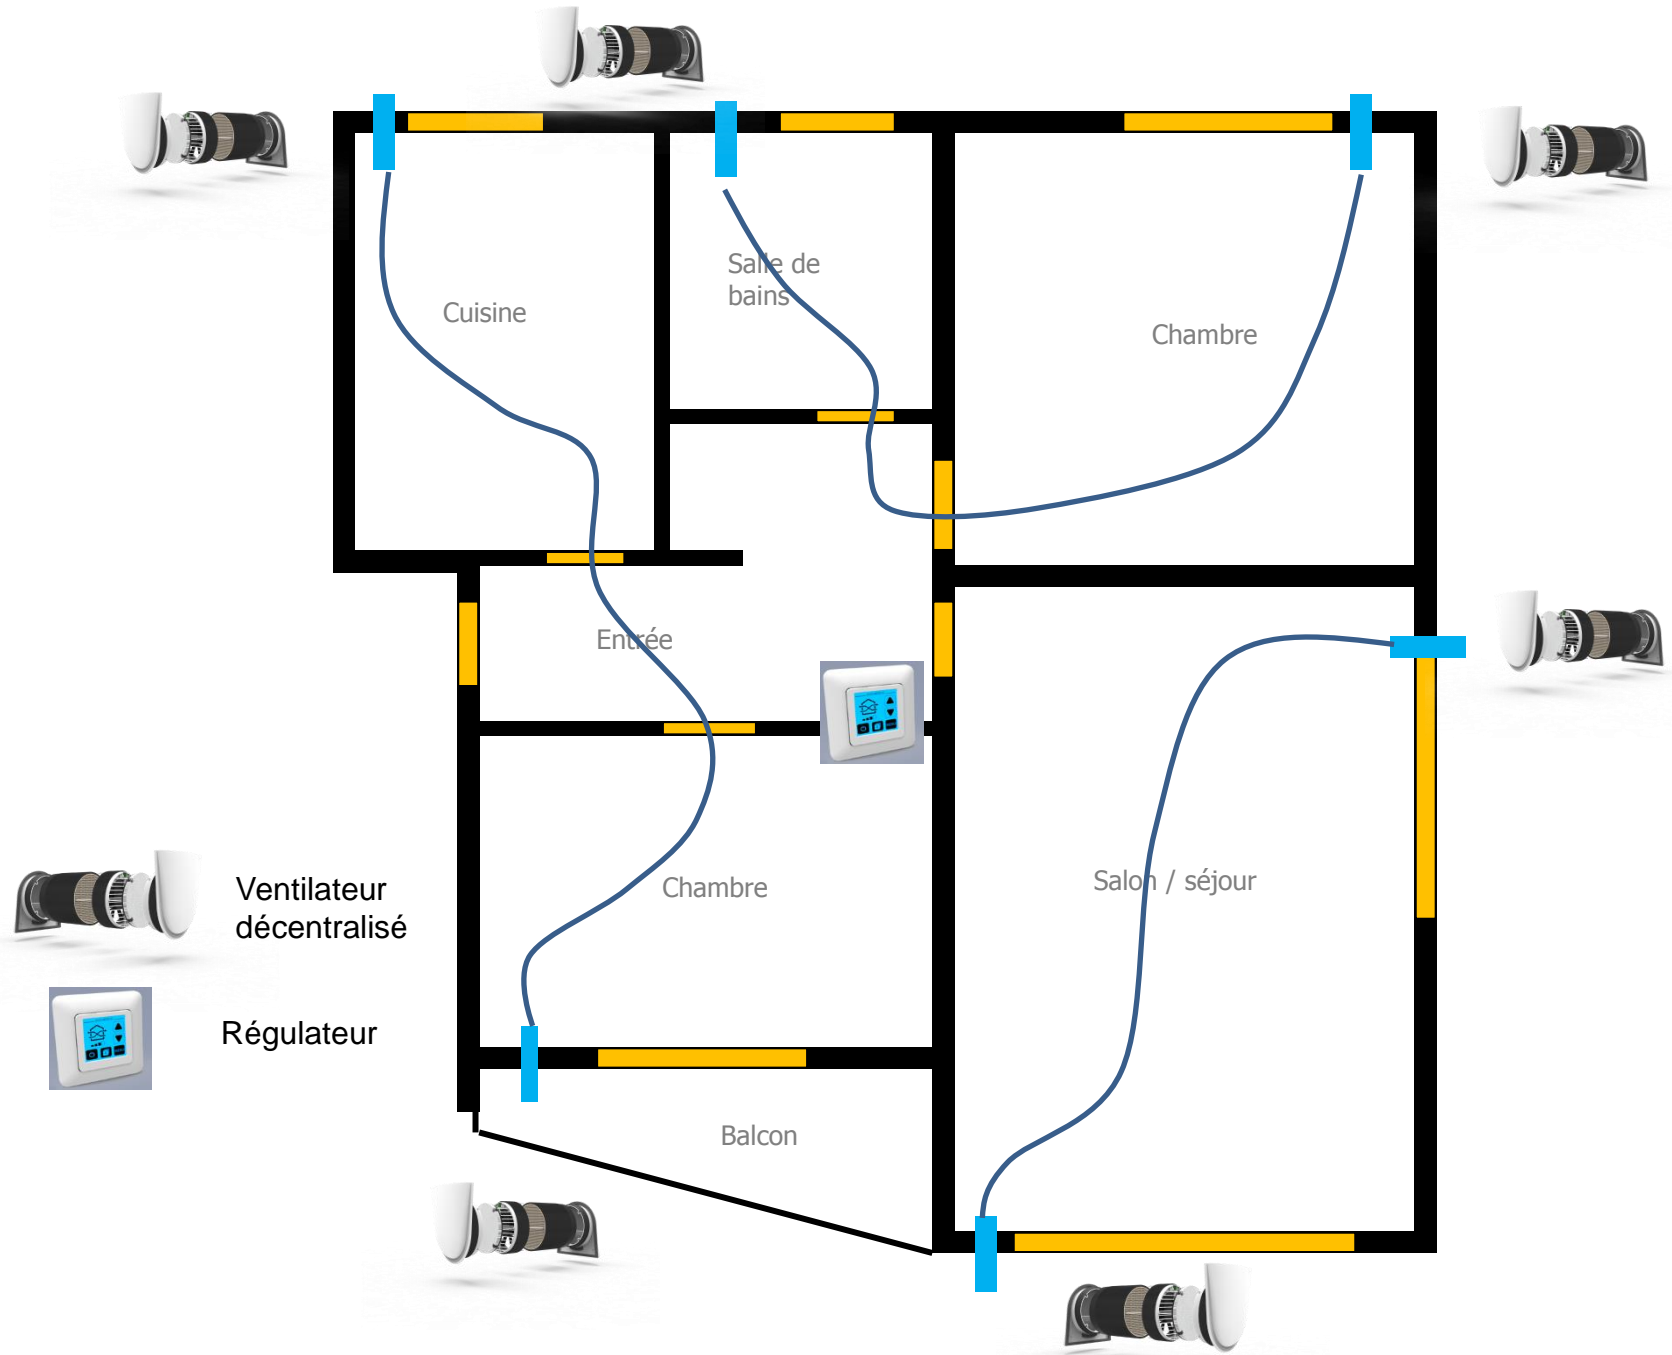 Salle de
bains
Cuisine
Chambre
Entrée
Chambre
Salon / séjour
Ventilateur
décentralisé
Régulateur
Balcon